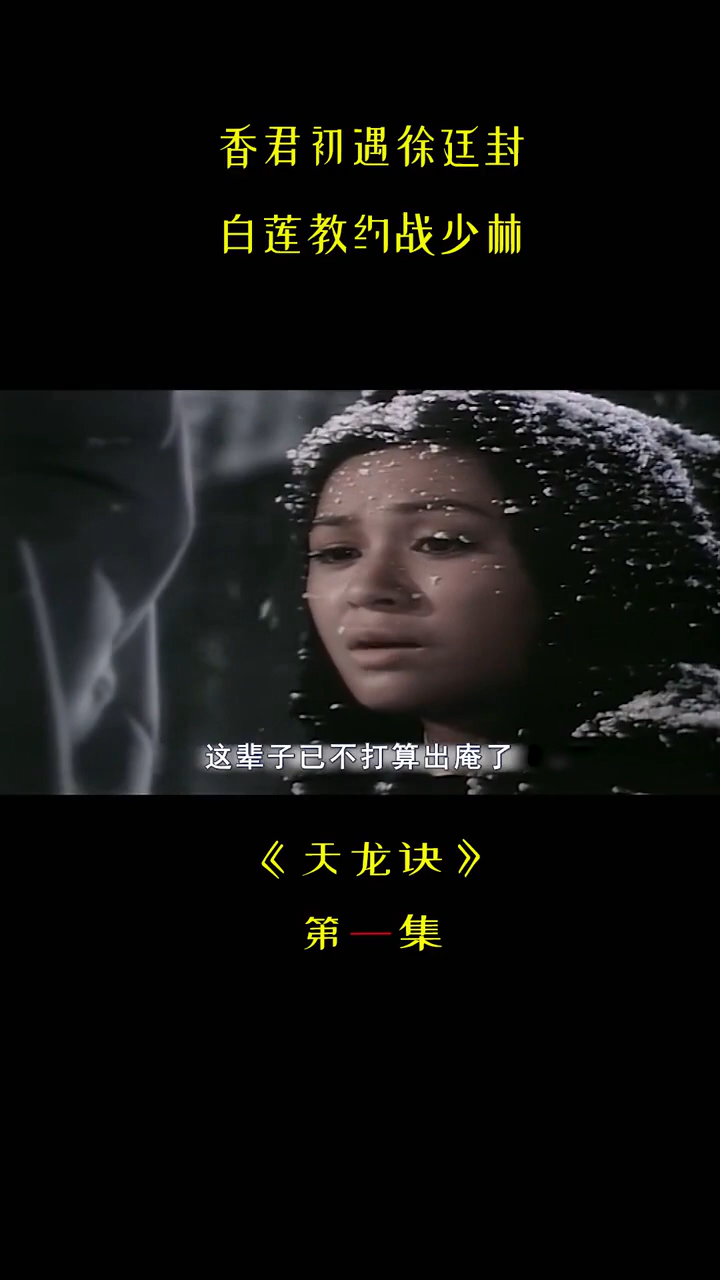 香君初遇徐廷封
白莲教约战少林
这辈子已不打算出庵了
《天龙诀》
第一集